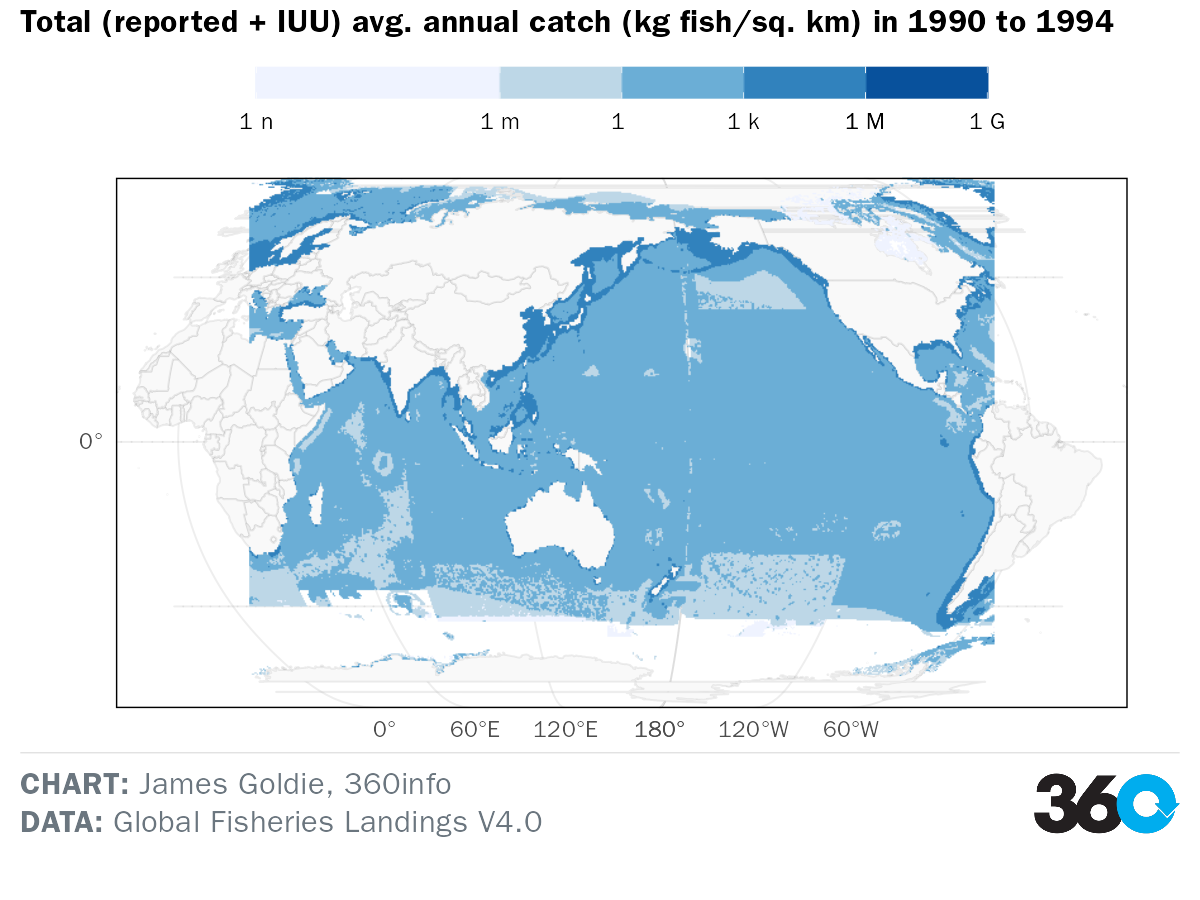 Total (reported + IUU) avg. annual catch (kg fish/sq. km) in 1990 to 1994
1 n 1 m 1 1 k 1 M 1 G
0°
0° 60°E 120°E 180° 120°W 60°W
CHART: James Goldie, 360info
DATA: Global Fisheries Landings V4.0
360